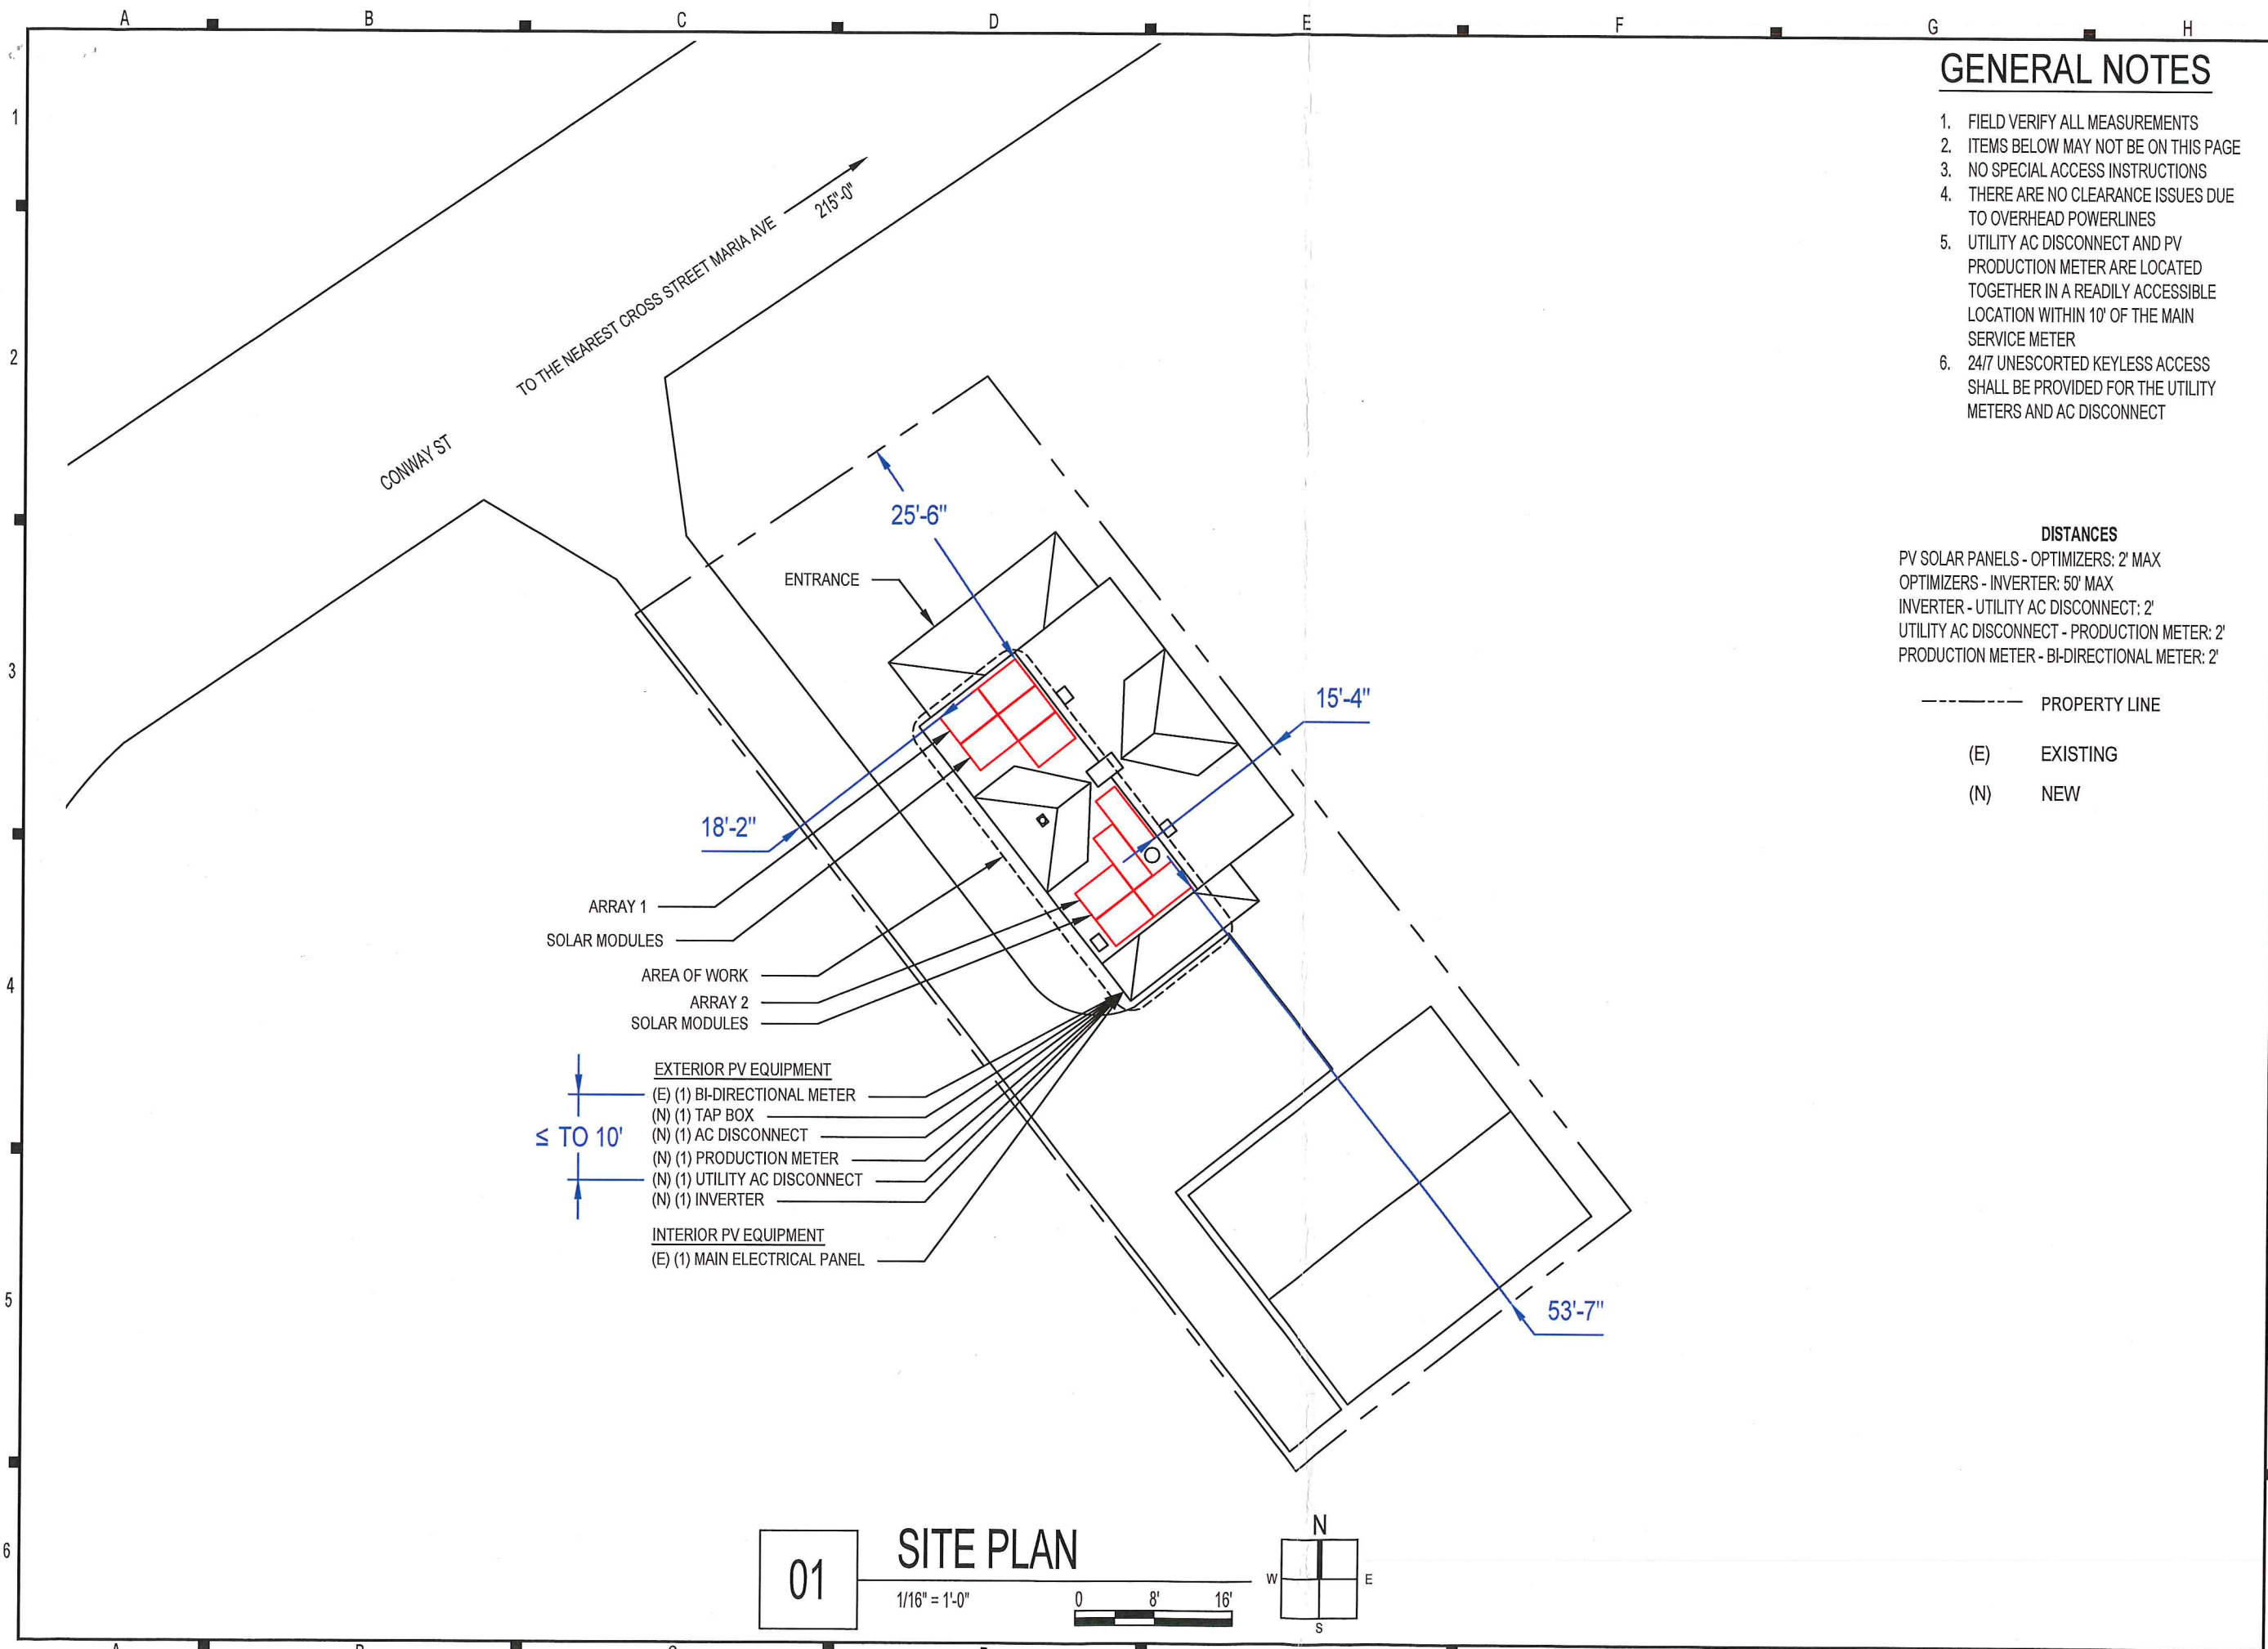 A B C D E F G H
1
2
3
4
5
6
GENERAL NOTES
1. FIELD VERIFY ALL MEASUREMENTS
2. ITEMS BELOW MAY NOT BE ON THIS PAGE
3. NO SPECIAL ACCESS INSTRUCTIONS
4. THERE ARE NO CLEARANCE ISSUES DUE
TO OVERHEAD POWERLINES
5. UTILITY AC DISCONNECT AND PV
PRODUCTION METER ARE LOCATED
TOGETHER IN A READILY ACCESSIBLE
LOCATION WITHIN 10' OF THE MAIN
SERVICE METER
6. 24/7 UNESCORTED KEYLESS ACCESS
SHALL BE PROVIDED FOR THE UTILITY
METERS AND AC DISCONNECT
DISTANCES
PV SOLAR PANELS - OPTIMIZERS: 2' MAX
OPTIMIZERS - INVERTER: 50' MAX
INVERTER - UTILITY AC DISCONNECT: 2'
UTILITY AC DISCONNECT - PRODUCTION METER: 2'
PRODUCTION METER - BI-DIRECTIONAL METER: 2'
PROPERTY LINE
(E) EXISTING
(N) NEW
TO THE NEAREST CROSS STREET MARIA AVE
215"-0"
CONWAY ST
25'-6"
ENTRANCE
15'-4"
18'-2"
ARRAY 1
SOLAR MODULES
AREA OF WORK
ARRAY 2
SOLAR MODULES
EXTERIOR PV EQUIPMENT
(E) (1) BI-DIRECTIONAL METER
(N) (1) TAP BOX
(N) (1) AC DISCONNECT
(N) (1) PRODUCTION METER
(N) (1) UTILITY AC DISCONNECT
(N) (1) INVERTER
≤ TO 10'
INTERIOR PV EQUIPMENT
(E) (1) MAIN ELECTRICAL PANEL
53'-7"
01
SITE PLAN
1/16" = 1'-0"
0 8' 16'
N
W E
S